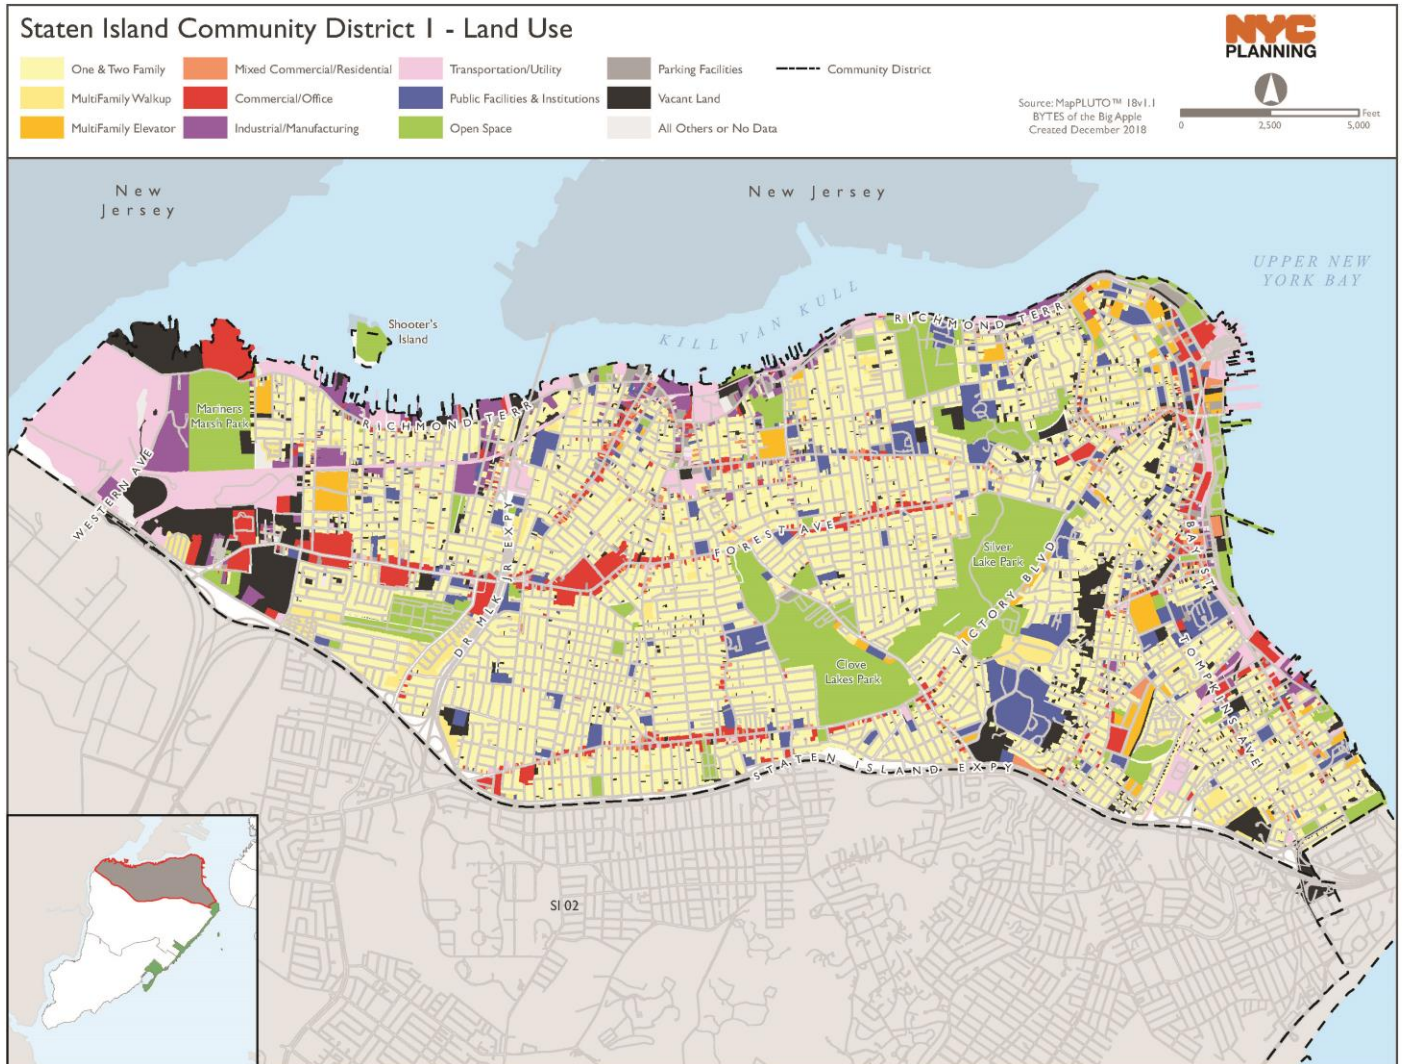 Staten Island Community District 1 - Land Use
NYC
PLANNING
One & Two Family
Mixed Commercial/Residential
Transportation/Utility
Parking Facilities
Community District
MultiFamily Walkup
Commercial/Office
Public Facilities & Institutions
Vacant Land
MultiFamily Elevator
Industrial/Manufacturing
Open Space
All Others or No Data
Source: MapPLUTO™ 18v1.1
BYTES of the Big Apple
Created December 2018
Feet
0
2,500
5,000
New
Jersey
New Jersey
UPPER NEW
YORK BAY
Shooter's
Island
KILL VAN KULL
RICHMOND TERR
Mariners
Marsh Park
RICHMOND TERR
WESTERN AVE
FOREST AVE
DR MLK JR EXPY
Silver
Lake Park
BAY ST
VICTORY BLVD
Clove
Lakes Park
TOMPKINS AVE
STATEN ISLAND EXPY
SI 02